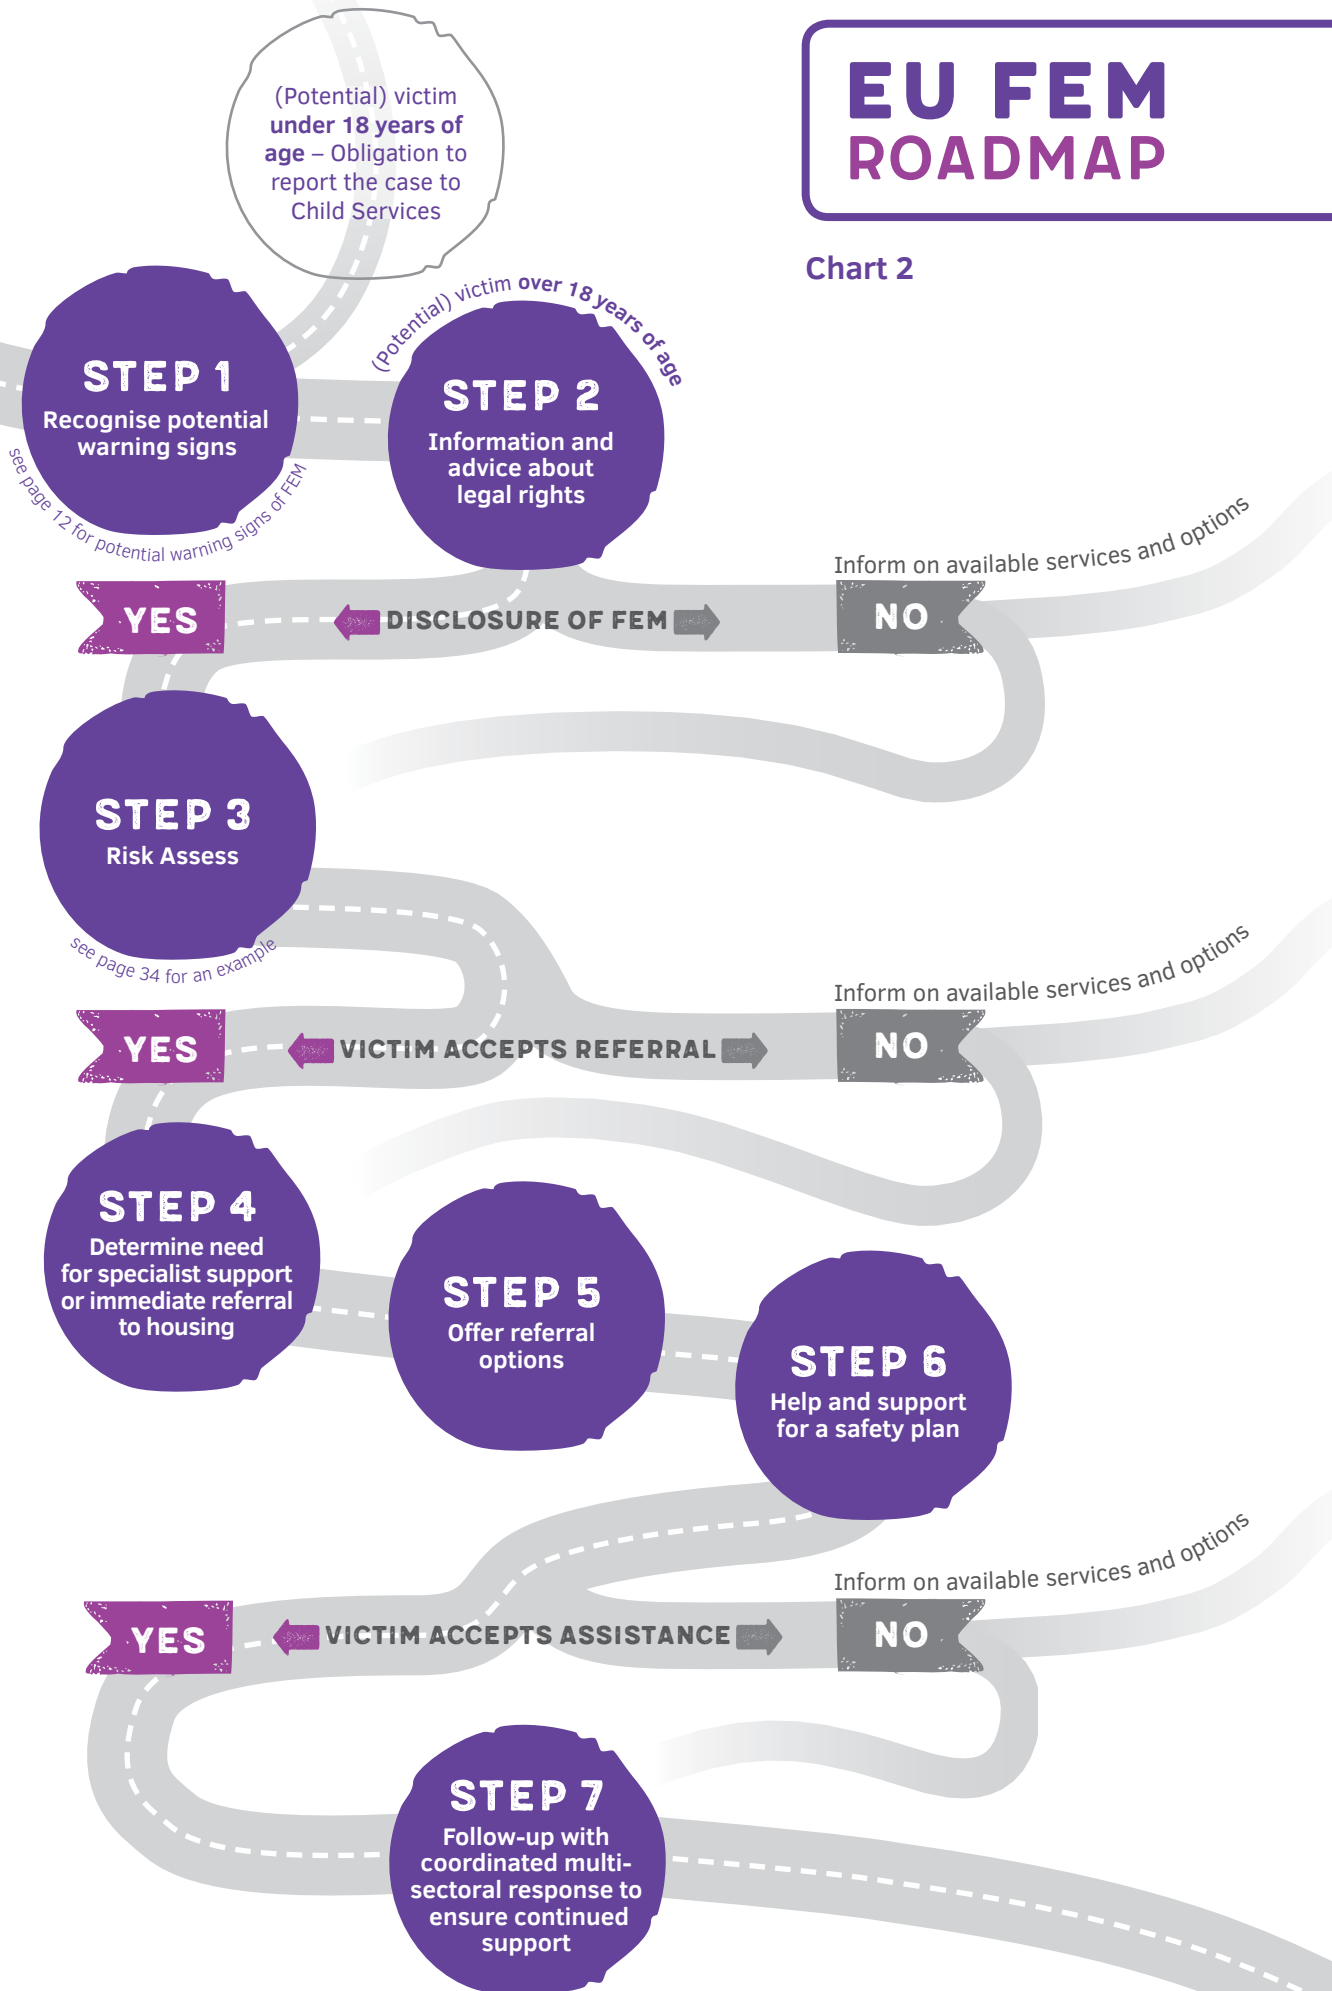 EU FEM
ROADMAP
Chart 2
(Potential) victim
under 18 years of
age – Obligation to
report the case to
Child Services
STEP 1
Recognise potential
warning signs
see page 12 for potential warning signs of FEM
(Potential) victim over 18 years of age
STEP 2
Information and
advice about
legal rights
YES
DISCLOSURE OF FEM
NO
Inform on available services and options
STEP 3
Risk Assess
see page 34 for an example
YES
VICTIM ACCEPTS REFERRAL
NO
Inform on available services and options
STEP 4
Determine need
for specialist support
or immediate referral
to housing
STEP 5
Offer referral
options
STEP 6
Help and support
for a safety plan
YES
VICTIM ACCEPTS ASSISTANCE
NO
Inform on available services and options
STEP 7
Follow-up with
coordinated multi-
sectoral response to
ensure continued
support